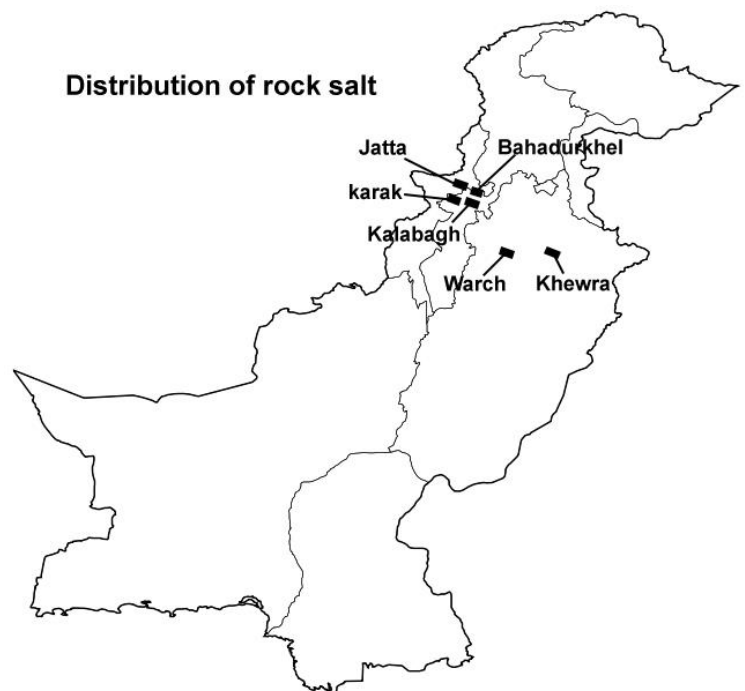 Distribution of rock salt
Jatta
Bahadurkhel
karak
Kalabagh
Warch
Khewra